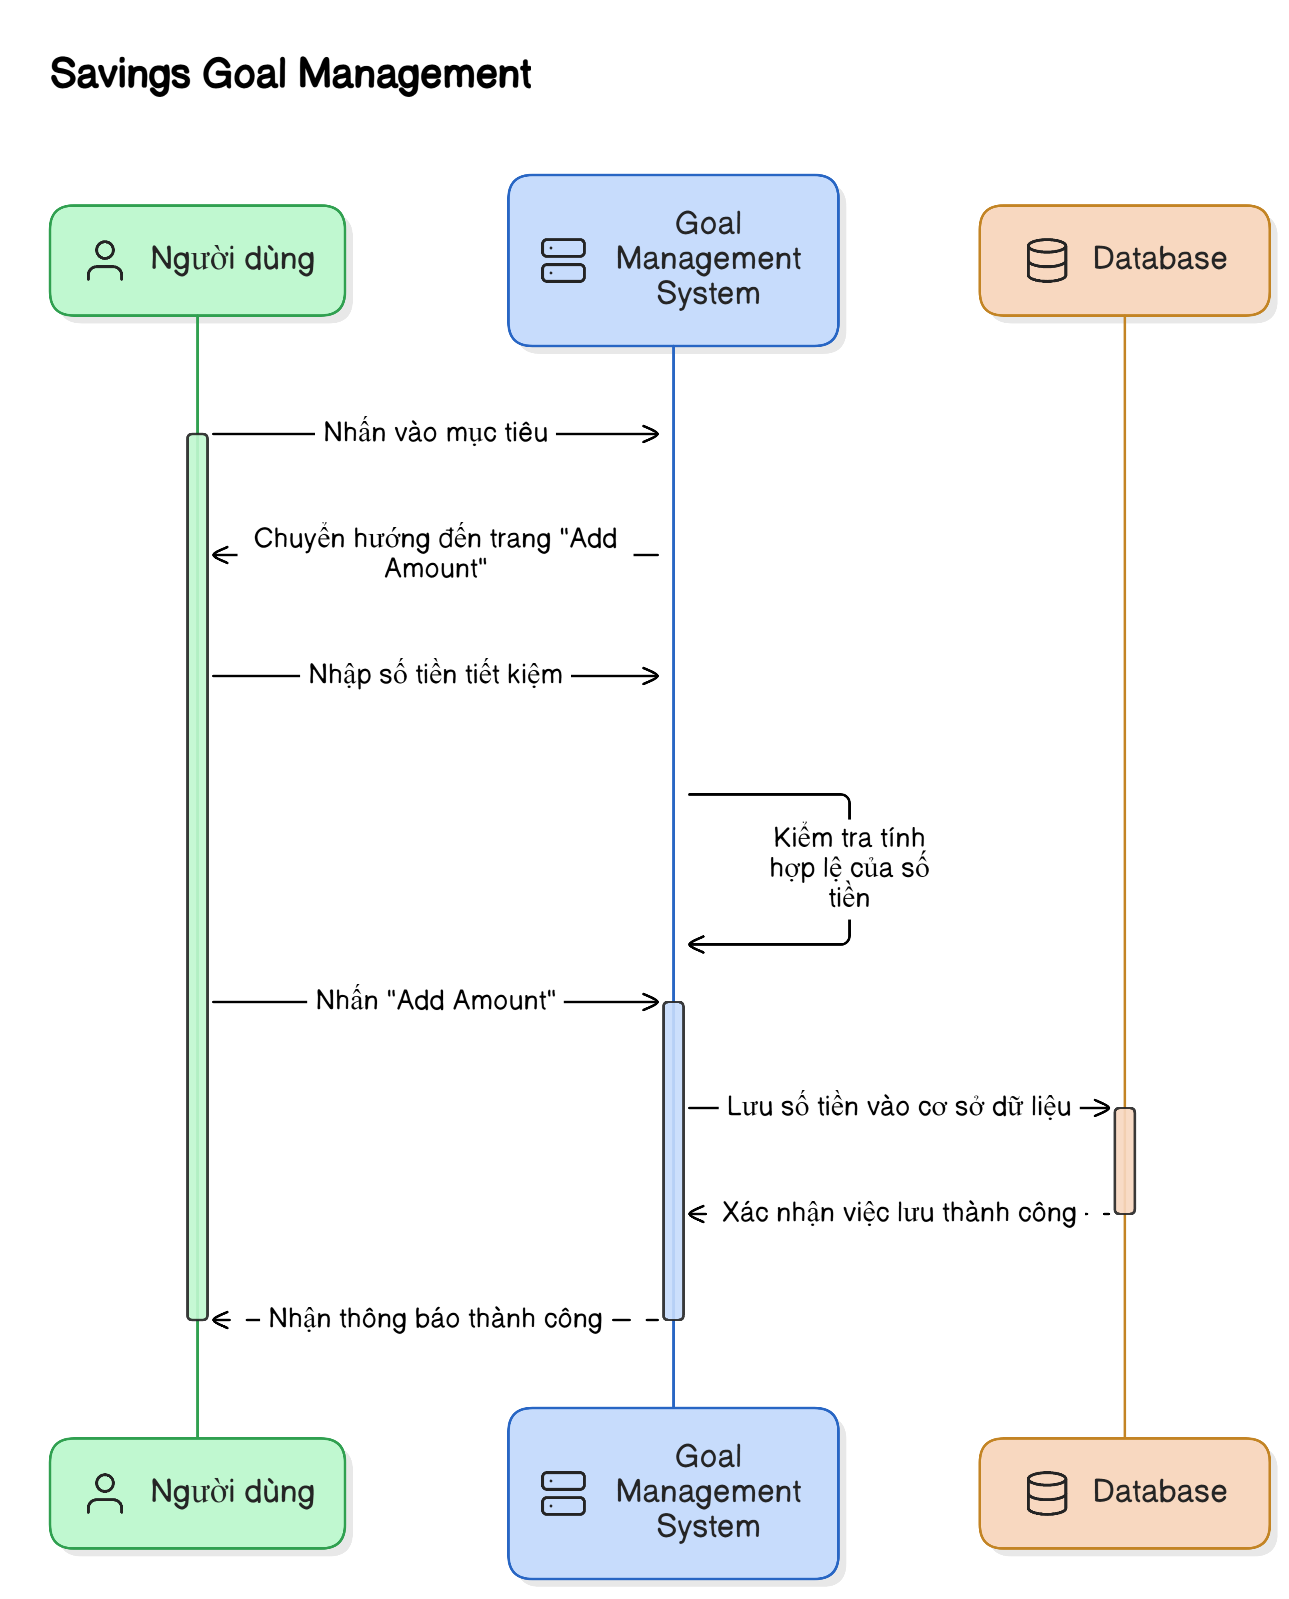 Savings Goal Management
Người dùng
Goal
Management
System
Database
Nhấn vào mục tiêu
Chuyển hướng đến trang "Add
Amount"
Nhập số tiền tiết kiệm
Kiểm tra tính
hợp lệ của số
tiền
Nhấn "Add Amount"
Lưu số tiền vào cơ sở dữ liệu
Xác nhận việc lưu thành công
Nhận thông báo thành công
Người dùng
Goal
Management
System
Database